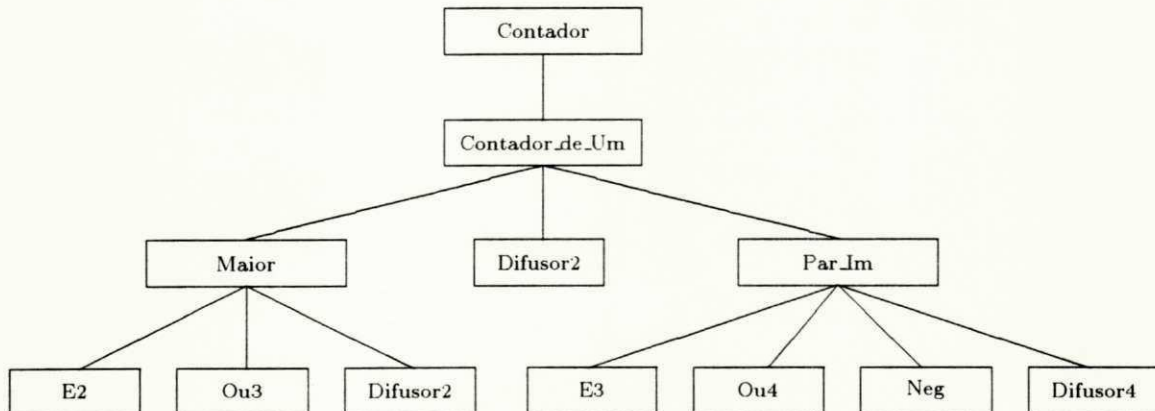 Contador
Contador_de_Um
Maior
Difusor2
Par_Im
E2
Ou3
Difusor2
E3
Ou4
Neg
Difusor4